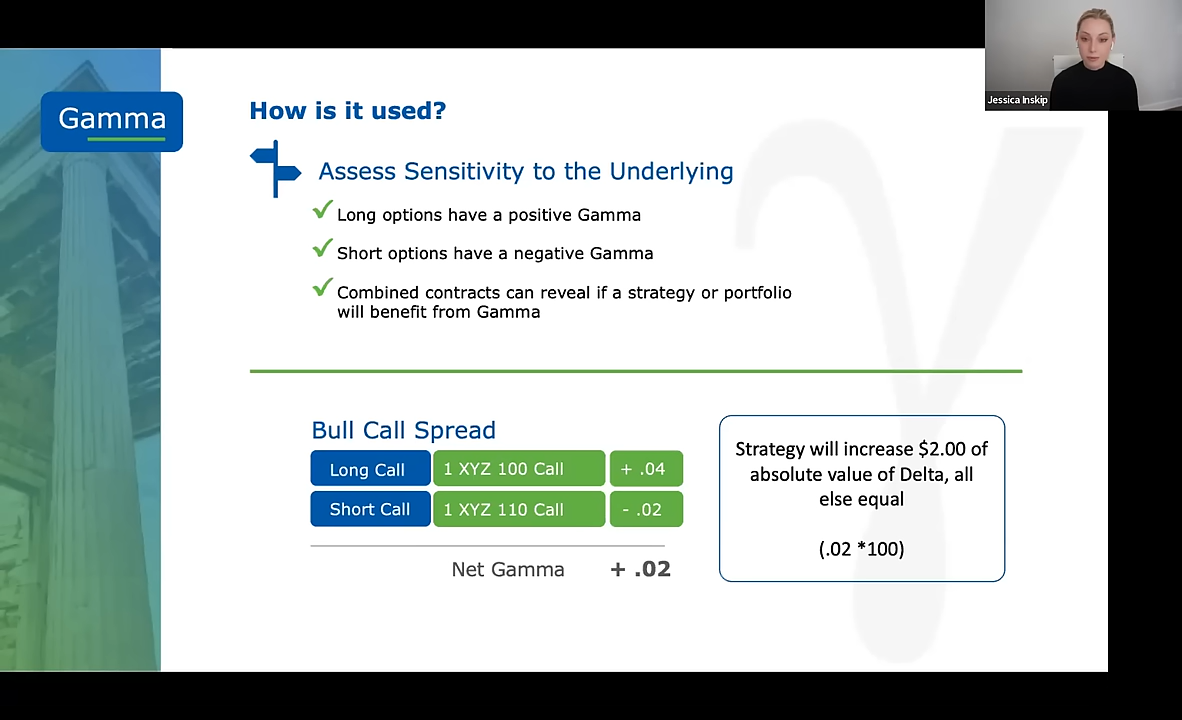 Jessica Inskip
Gamma
How is it used?
Assess Sensitivity to the Underlying
Long options have a positive Gamma
Short options have a negative Gamma
Combined contracts can reveal if a strategy or portfolio
will benefit from Gamma
Bull Call Spread
Long Call 1 XYZ 100 Call + .04
Short Call 1 XYZ 110 Call - .02
Net Gamma + .02
Strategy will increase $2.00 of
absolute value of Delta, all
else equal
(.02 *100)